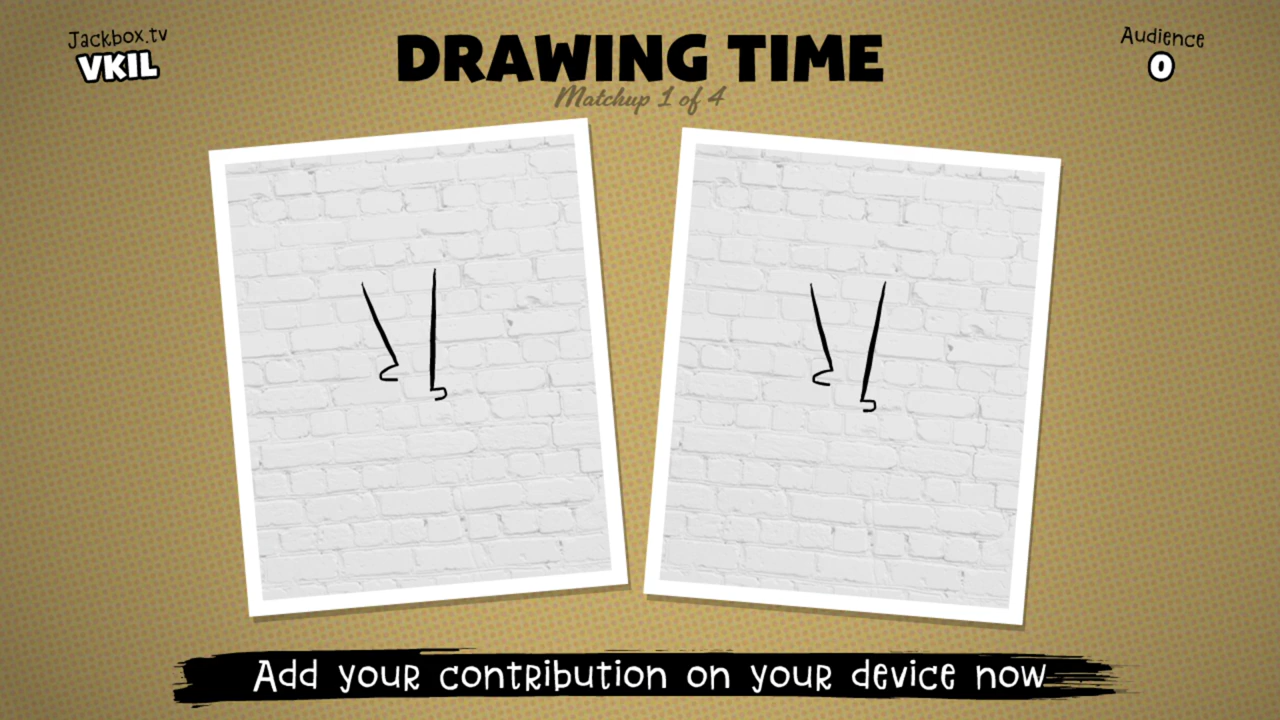 Jackbox.tv
VKIL
DRAWING TIME
Matchup 1 of 4
Audience
0
Add your contribution on your device now